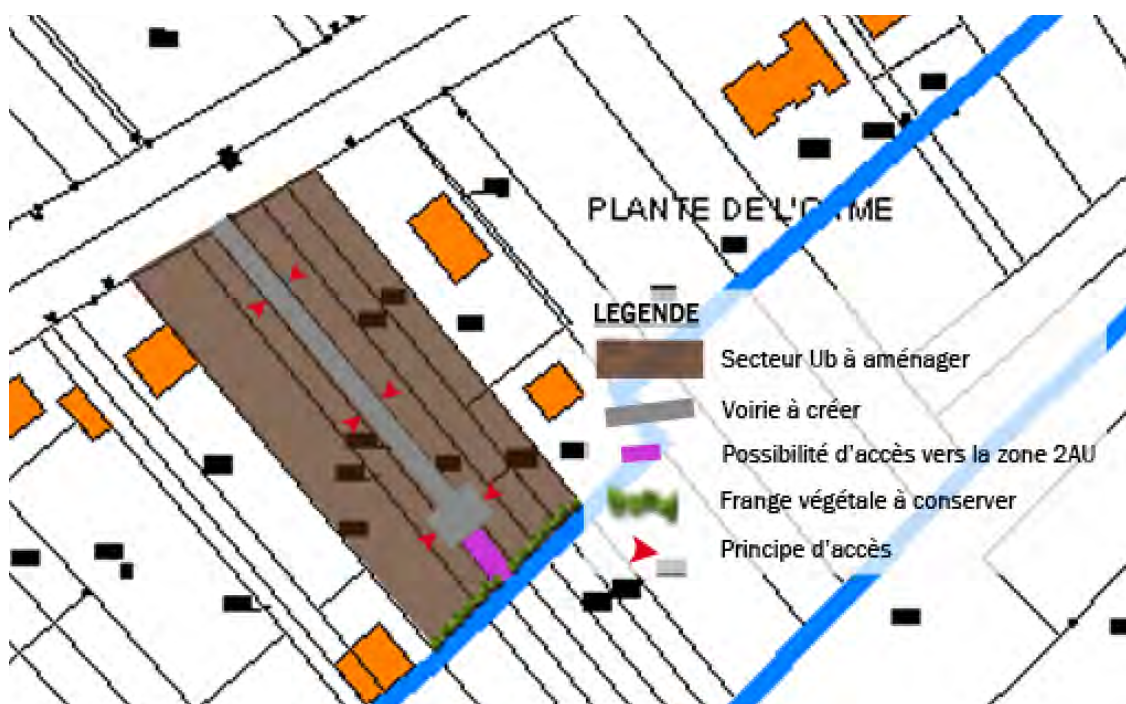 PLANTE DE L'ORME
LEGENDE
Secteur Ub à aménager
Voirie à créer
Possibilité d'accès vers la zone 2AU
Frange végétale à conserver
Principe d'accès